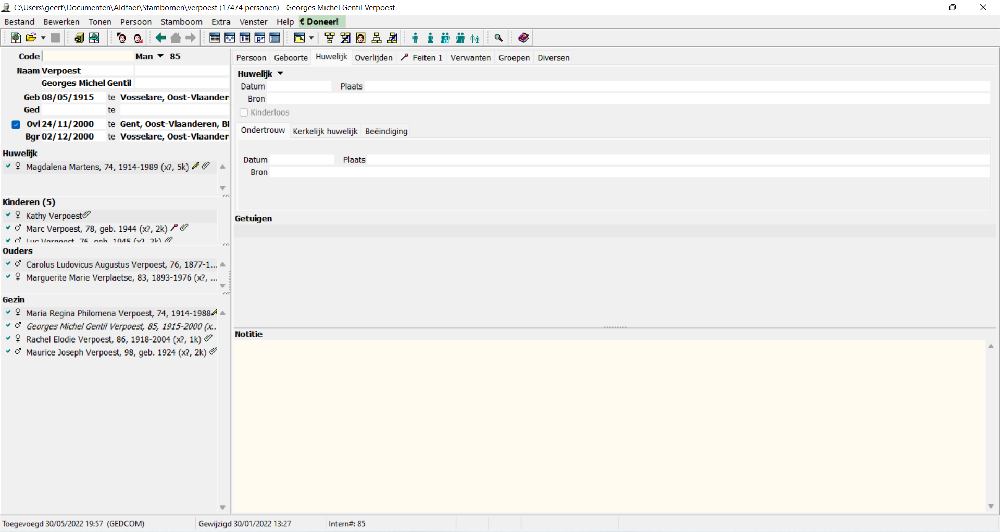 C:\Users\geert\Documenten\Aldfaer\Stambomen\verpoest (17474 personen) - Georges Michel Gentil Verpoest
Bestand Bewerken Tonen Persoon Stamboom Extra Venster Help € Doneer!
Code Man 85
Naam Verpoest
Georges Michel Gentil
Geb 08/05/1915 te Vosselare, Oost-Vlaander
Ged te
Ovl 24/11/2000 te Gent, Oost-Vlaanderen, B
Bgr 02/12/2000 te Vosselare, Oost-Vlaander
Huwelijk
Magdalena Martens, 74, 1914-1989 (x?, 5k)
Kinderen (5)
Kathy Verpoest
Marc Verpoest, 78, geb. 1944 (x?, 2k)
Luc Verpoest, 76, geb. 1945 (x?, 3k)
Ouders
Carolus Ludovicus Augustus Verpoest, 76, 1877-1...
Marguerite Marie Verplaetse, 83, 1893-1976 (x?, ...
Gezin
Maria Regina Philomena Verpoest, 74, 1914-1988
Georges Michel Gentil Verpoest, 85, 1915-2000 (x..
Rachel Elodie Verpoest, 86, 1918-2004 (x?, 1k)
Maurice Joseph Verpoest, 98, geb. 1924 (x?, 2k)
Persoon Geboorte Huwelijk Overlijden Feiten 1 Verwanten Groepen Diversen
Huwelijk
Datum Plaats
Bron
Kinderloos
Ondertrouw Kerkelijk huwelijk Beëindiging
Datum Plaats
Bron
Getuigen
Notitie
Toegevoegd 30/05/2022 19:57 (GEDCOM) Gewijzigd 30/01/2022 13:27 Intern#: 85